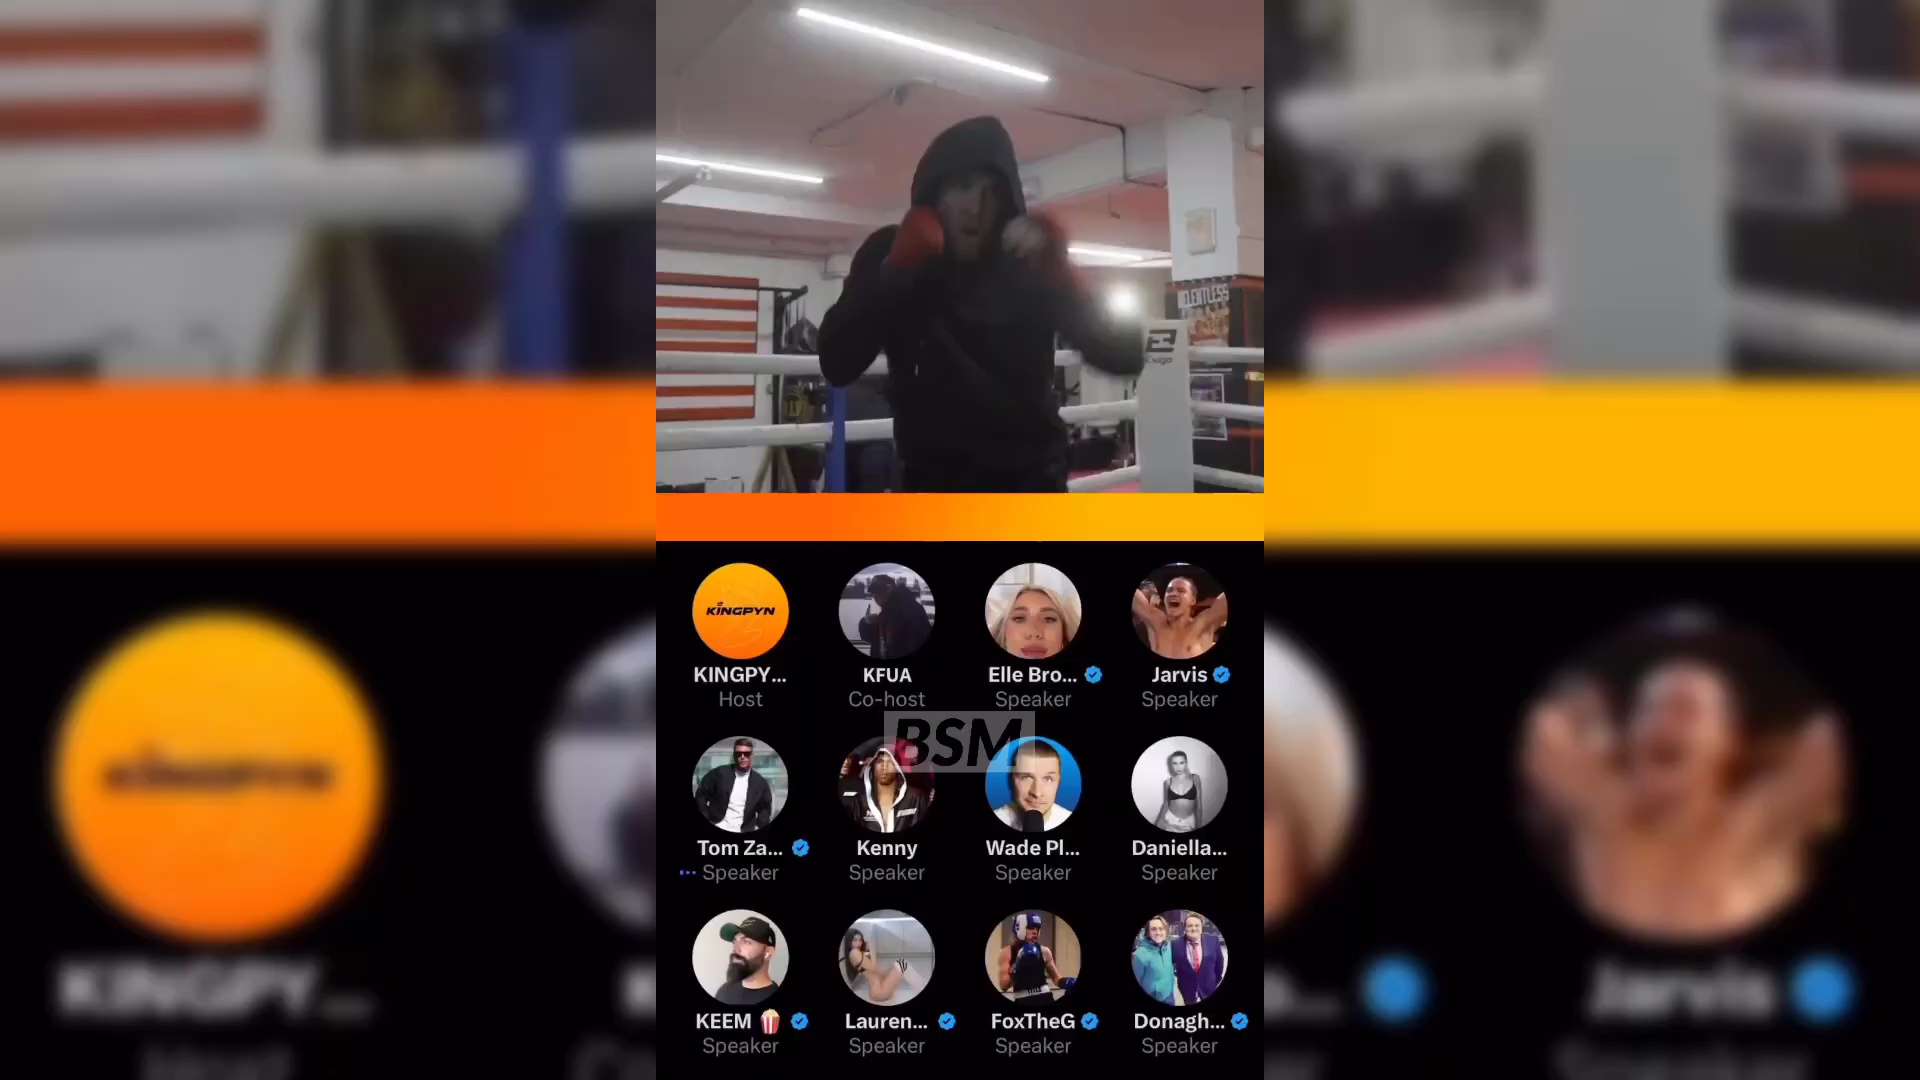 RELENTLESS
KINGPYN
KINGPY...
KFUA
Elle Bro...
Jarvis
Host
Co-host
Speaker
Speaker
BSM
Tom Za...
Kenny
Wade Pl...
Daniella...
Speaker
Speaker
Speaker
Speaker
KEEM 🍿
Lauren...
FoxTheG
Donagh...
Speaker
Speaker
Speaker
Speaker